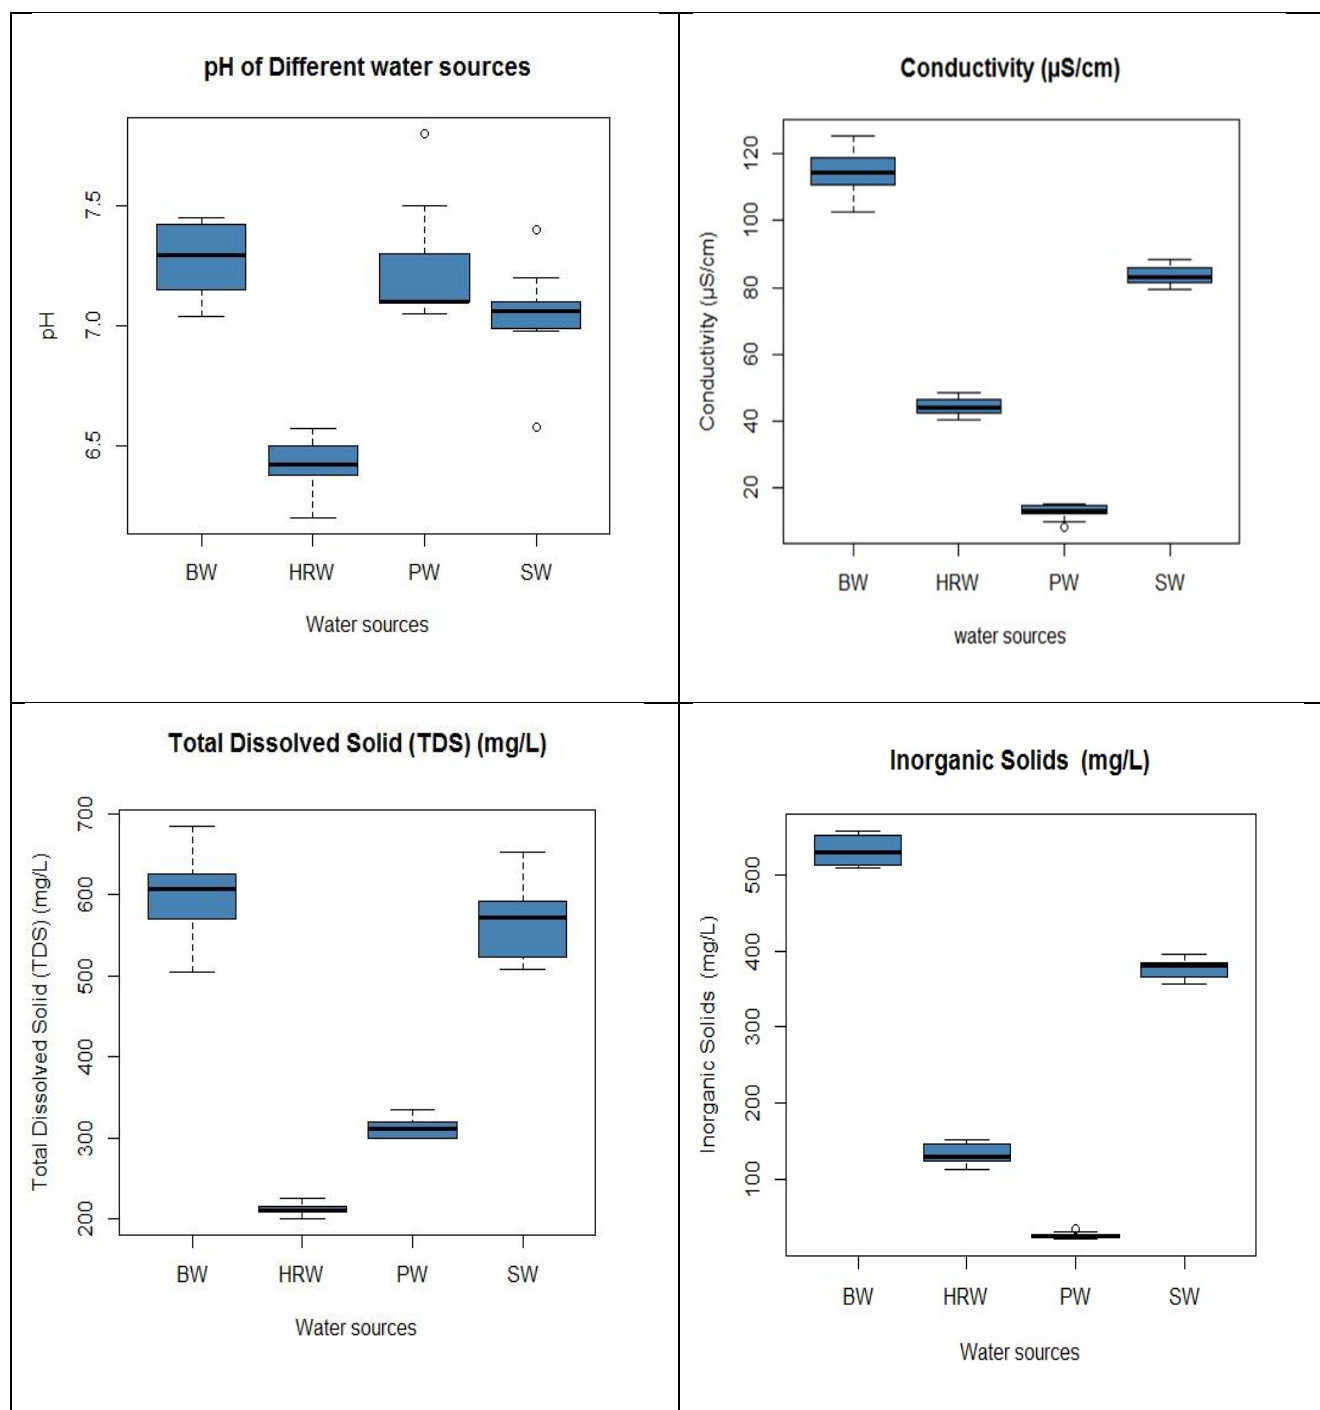 pH of Different water sources
pH
7.5
7.0
6.5
BW HRW PW SW
Water sources
Conductivity (µS/cm)
Conductivity (µS/cm)
120
100
80
60
40
20
BW HRW PW SW
water sources
Total Dissolved Solid (TDS) (mg/L)
Total Dissolved Solid (TDS) (mg/L)
700
600
500
400
300
200
BW HRW PW SW
Water sources
Inorganic Solids (mg/L)
Inorganic Solids (mg/L)
500
400
300
200
100
BW HRW PW SW
Water sources